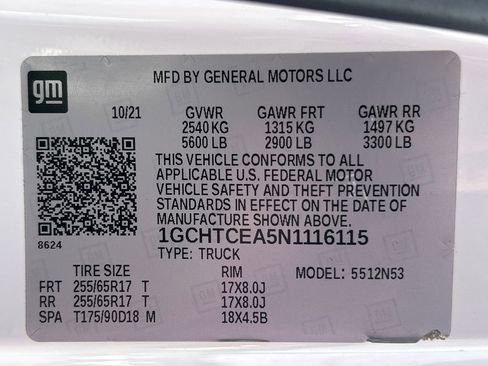 gm
MFD BY GENERAL MOTORS LLC
10/21 GVWR GAWR FRT GAWR RR
2540 KG 1315 KG 1497 KG
5600 LB 2900 LB 3300 LB
THIS VEHICLE CONFORMS TO ALL
APPLICABLE U.S. FEDERAL MOTOR
VEHICLE SAFETY AND THEFT PREVENTION
STANDARDS IN EFFECT ON THE DATE OF
MANUFACTURE SHOWN ABOVE.
8624
1GCHTCEA5N1116115
TYPE: TRUCK
TIRE SIZE RIM MODEL: 5512N53
FRT 255/65R17 T 17X8.0J
RR 255/65R17 T 17X8.0J
SPA T175/90D18 M 18X4.5B